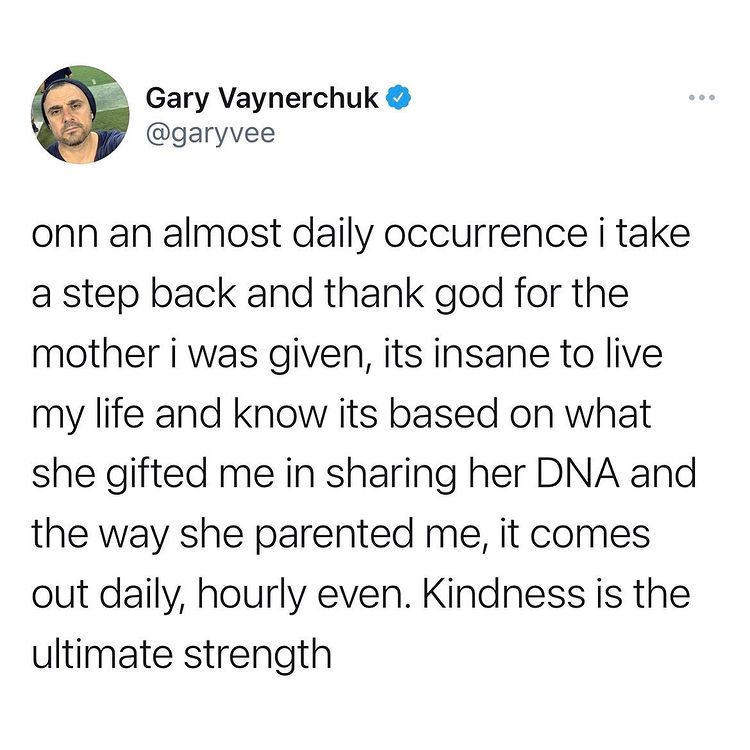 Gary Vaynerchuk
@garyvee
onn an almost daily occurrence i take
a step back and thank god for the
mother i was given, its insane to live
my life and know its based on what
she gifted me in sharing her DNA and
the way she parented me, it comes
out daily, hourly even. Kindness is the
ultimate strength